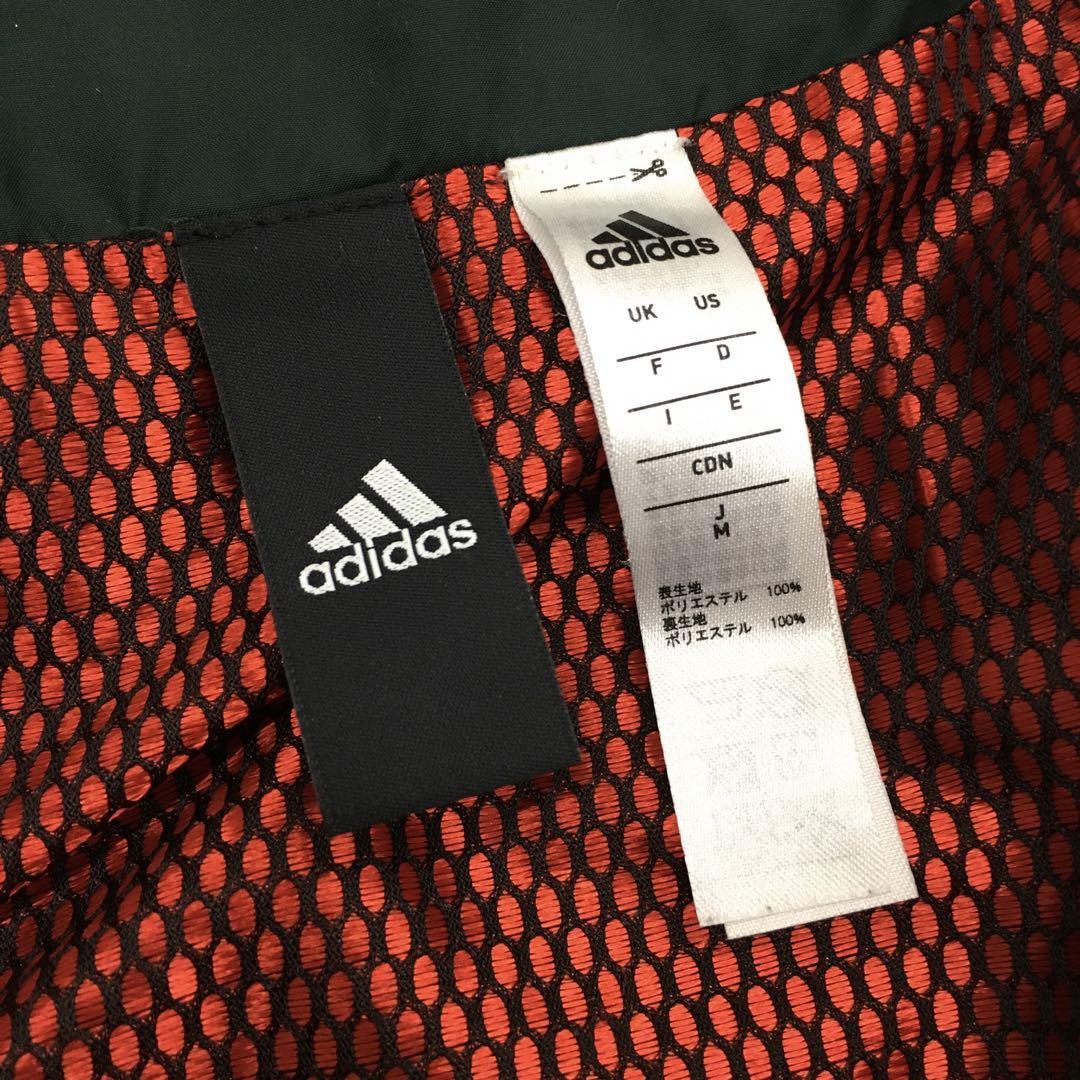 adidas
adidas
UK US
F D
I E
CDN
J
M
表生地
ポリエステル 100%
裏生地
ポリエステル 100%